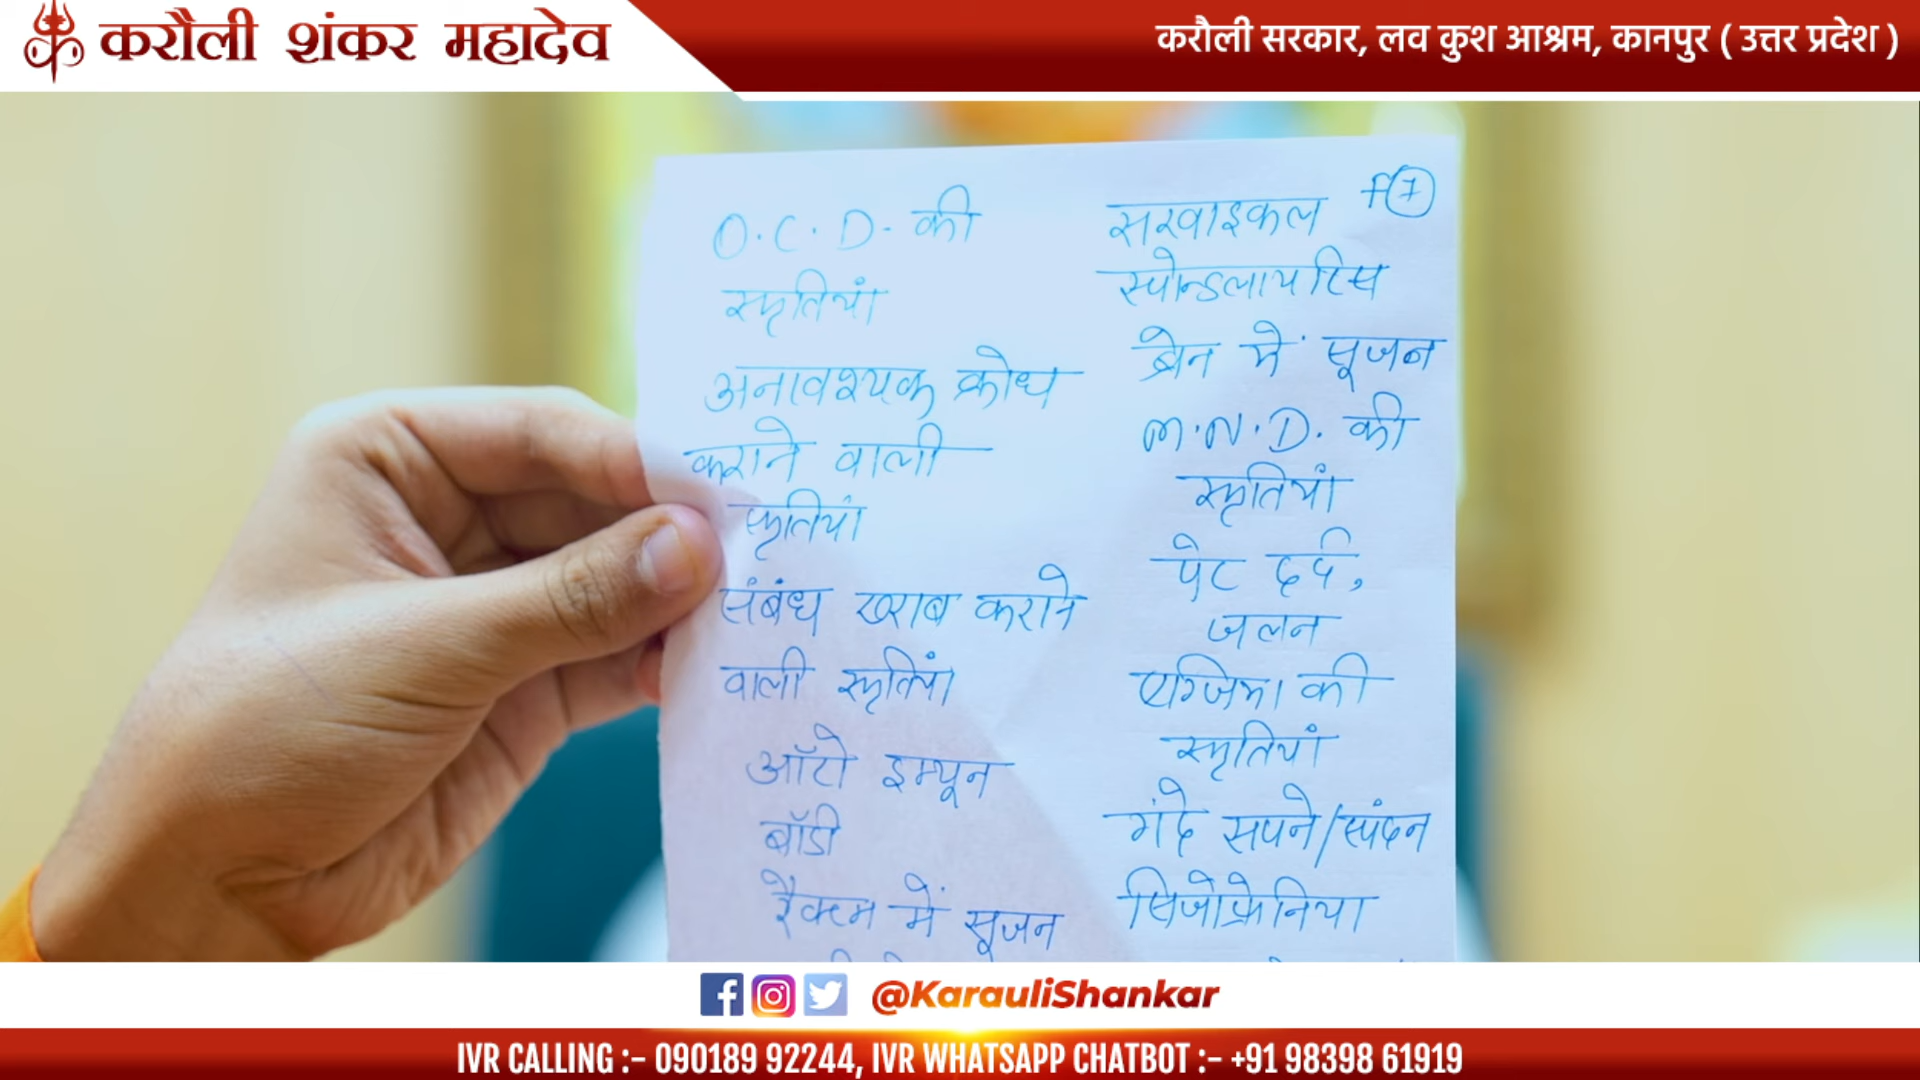 करौली शंकर महादेव
करौली सरकार, लव कुश आश्रम, कानपुर ( उत्तर प्रदेश )
O.C.D. की
स्मृतियां
अनावश्यक क्रोध
कराने वाली
स्मृतियां
संबंध खराब कराने
वाली स्मृतियां
ऑटो इम्यून
बॉडी
रैक्टम में सूजन
सरवाइकल
स्पोन्डलायटिस
ब्रेन में सूजन
M.N.D. की
स्मृतियां
पेट दर्द,
जलन
एग्जिमा की
स्मृतियां
गंदे सपने/स्पंदन
सिजोफ्रेनिया
@KarauliShankar
IVR CALLING :- 090189 92244, IVR WHATSAPP CHATBOT :- +91 98398 61919